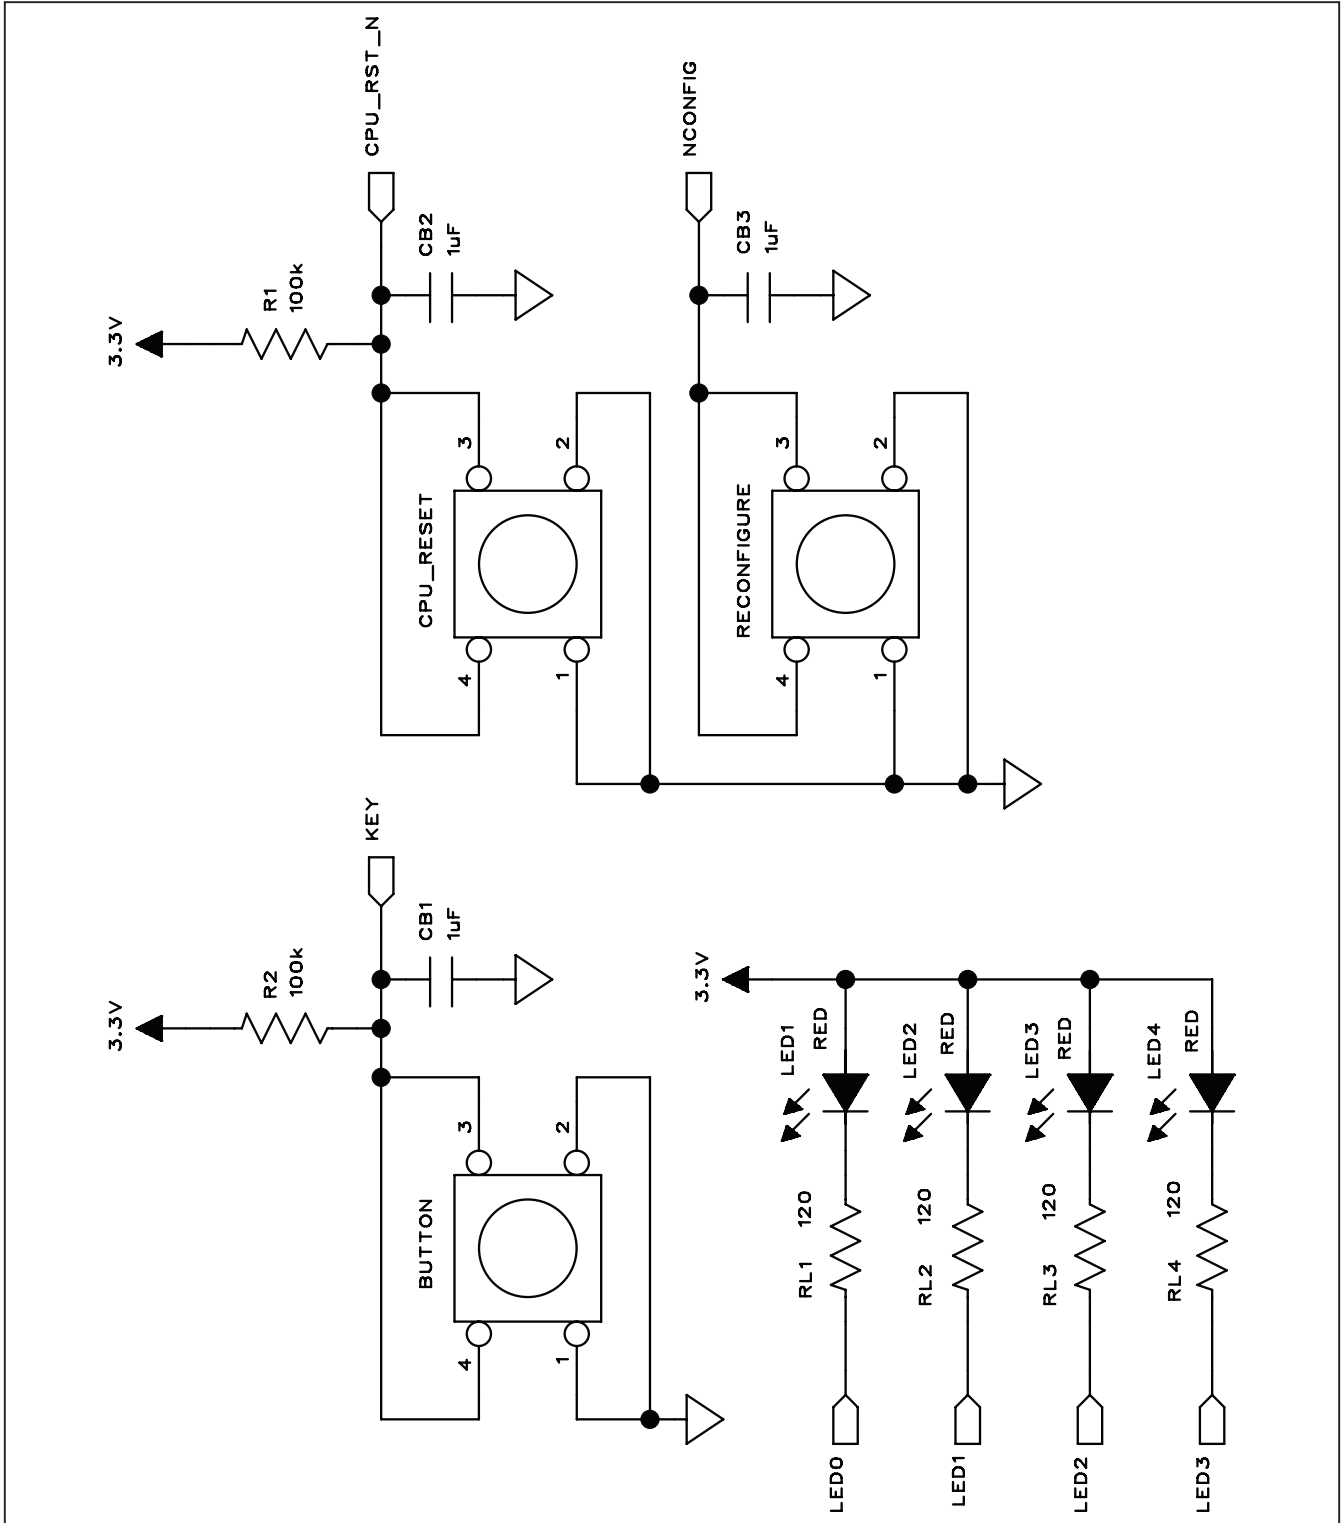 3.3V
R2
100k
KEY
CB1
1uF
BUTTON
4
3
1
2
3.3V
R1
100k
CPU_RST_N
CB2
1uF
CPU_RESET
4
3
1
2
NCONFIG
CB3
1uF
RECONFIGURE
4
3
1
2
3.3V
LED0
RL1
120
LED1
RED
LED1
RL2
120
LED2
RED
LED2
RL3
120
LED3
RED
LED3
RL4
120
LED4
RED